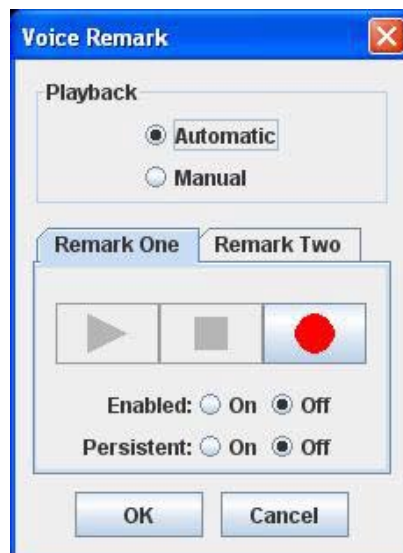 Voice Remark
Playback
Automatic
Manual
Remark One Remark Two
Enabled: On Off
Persistent: On Off
OK Cancel